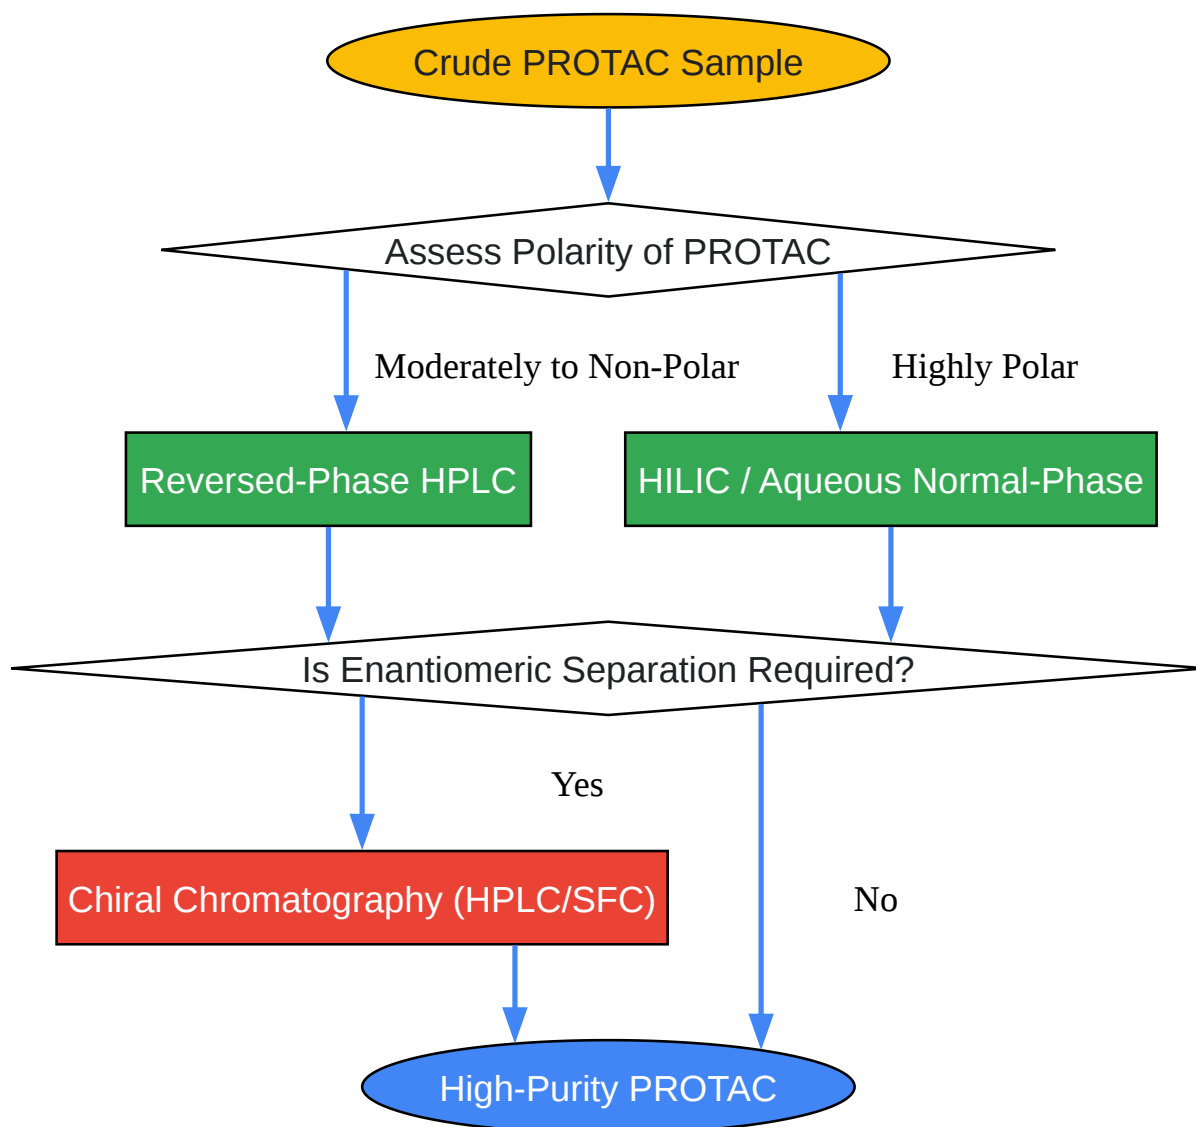 Crude PROTAC Sample
Assess Polarity of PROTAC
Moderately to Non-Polar
Highly Polar
Reversed-Phase HPLC
HILIC / Aqueous Normal-Phase
Is Enantiomeric Separation Required?
Yes
Chiral Chromatography (HPLC/SFC)
No
High-Purity PROTAC